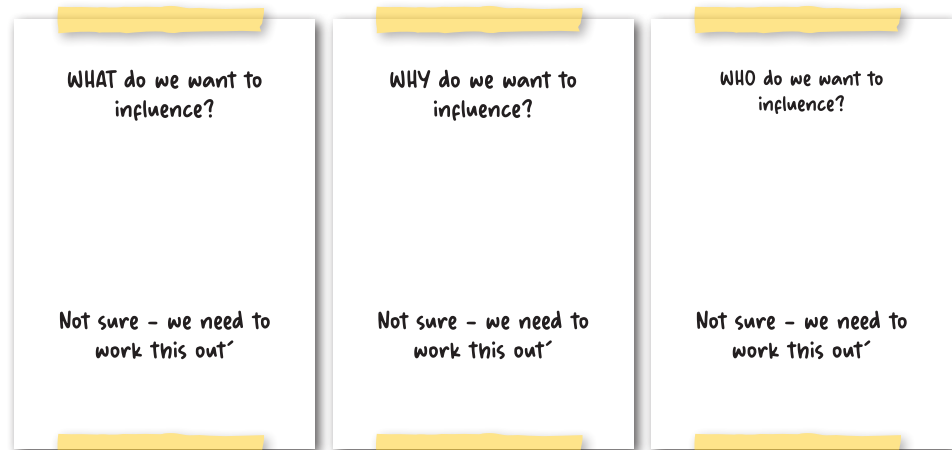 WHAT do we want to
influence?
Not sure - we need to
work this out´
WHY do we want to
influence?
Not sure - we need to
work this out´
WHO do we want to
influence?
Not sure - we need to
work this out´